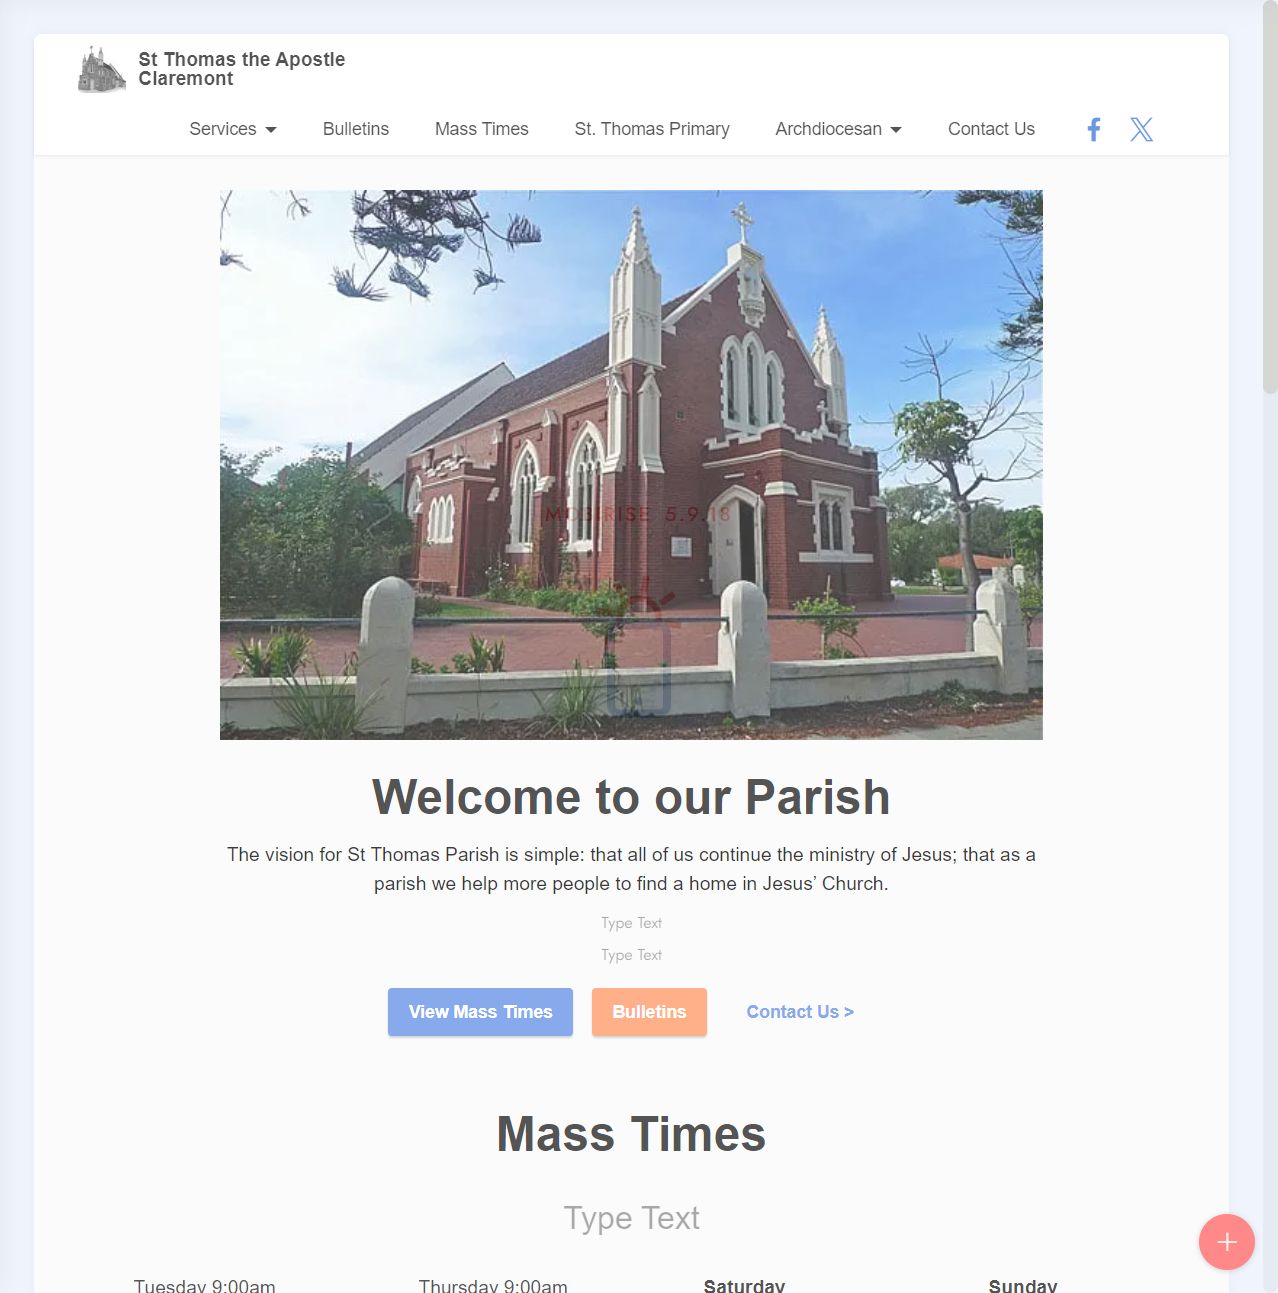 St Thomas the Apostle
Claremont
Services
Bulletins
Mass Times
St. Thomas Primary
Archdiocesan
Contact Us
MOBIRISE 5.9.18
Welcome to our Parish
The vision for St Thomas Parish is simple: that all of us continue the ministry of Jesus; that as a
parish we help more people to find a home in Jesus’ Church.
Type Text
Type Text
View Mass Times
Bulletins
Contact Us >
Mass Times
Type Text
Tuesday 9:00am
Thursday 9:00am
Saturday
Sunday